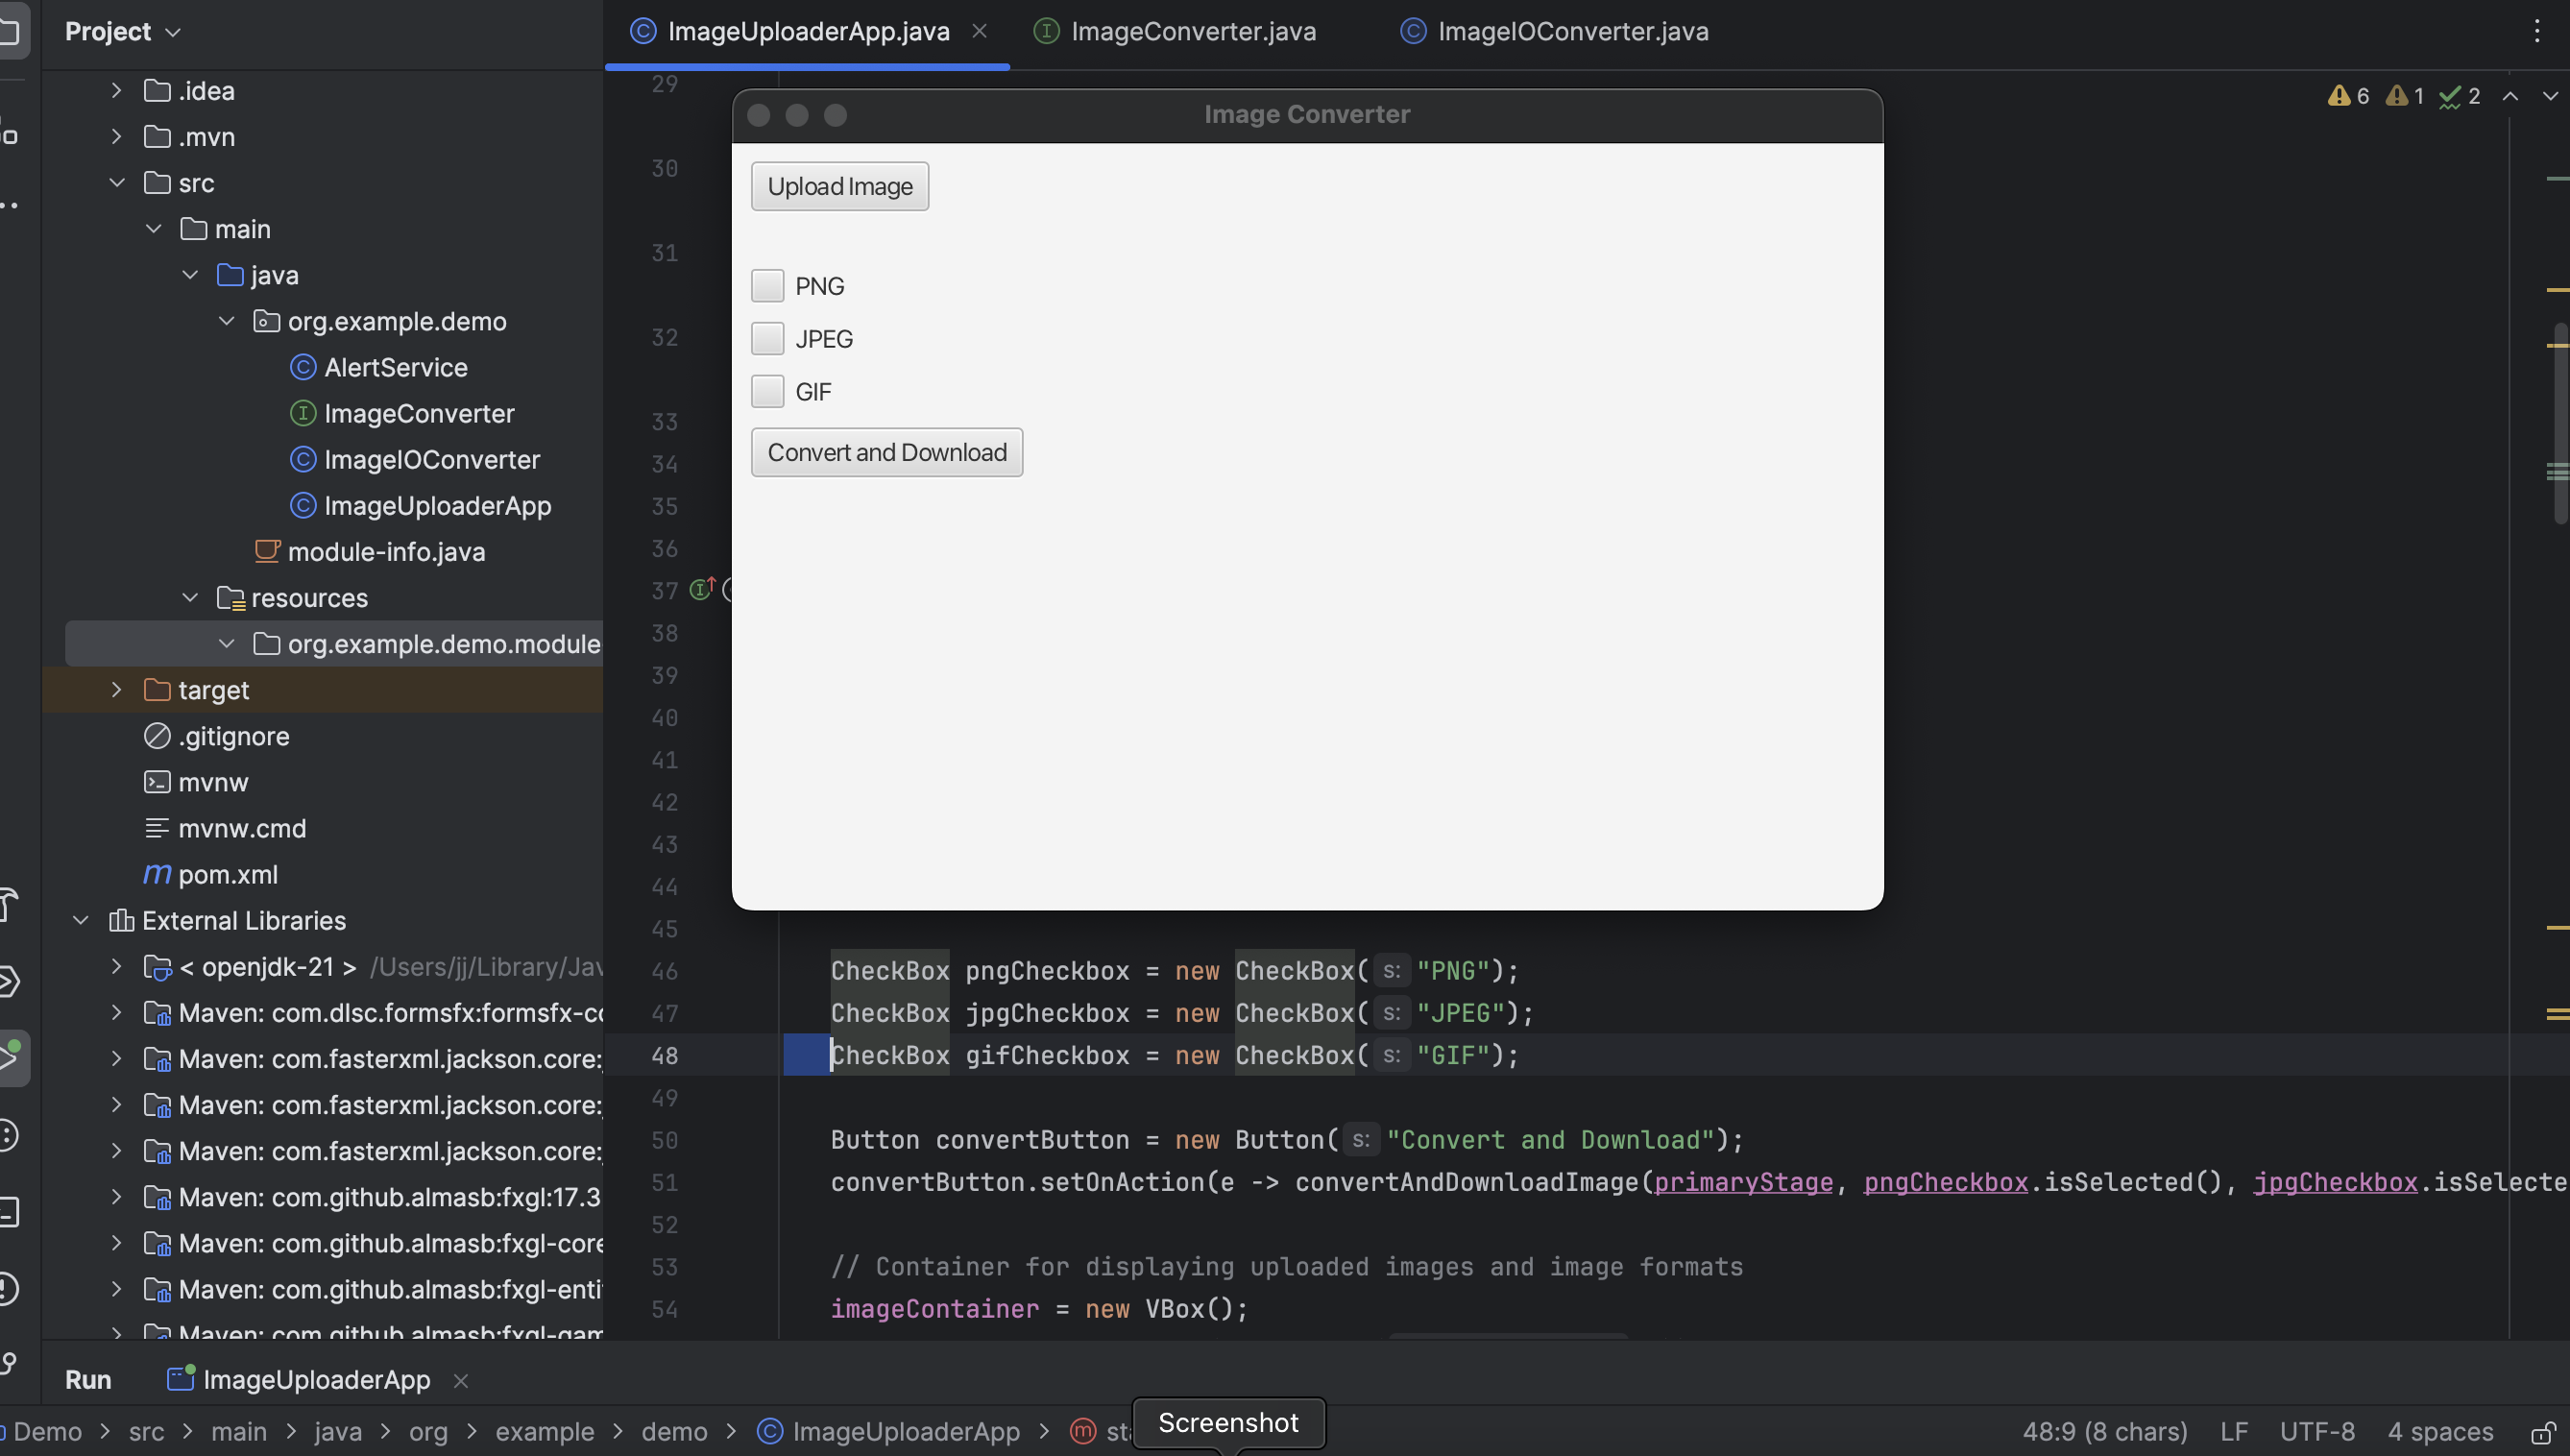 Project
ImageUploaderApp.java
ImageConverter.java
ImageIOConverter.java
.idea
.mvn
src
main
java
org.example.demo
AlertService
ImageConverter
ImageIOConverter
ImageUploaderApp
module-info.java
resources
org.example.demo.module
target
.gitignore
mvnw
mvnw.cmd
pom.xml
External Libraries
< openjdk-21 > /Users/jj/Library/Jav
Maven: com.dlsc.formsfx:formsfx-co
Maven: com.fasterxml.jackson.core:
Maven: com.fasterxml.jackson.core:
Maven: com.fasterxml.jackson.core:
Maven: com.github.almasb:fxgl:17.3
Maven: com.github.almasb:fxgl-core
Maven: com.github.almasb:fxgl-enti
Maven: com.github.almasb:fxgl-gam
6 1 2
Image Converter
Upload Image
PNG
JPEG
GIF
Convert and Download
29
30
31
32
33
34
35
36
37
38
39
40
41
42
43
44
45
46 CheckBox pngCheckbox = new CheckBox( s: "PNG");
47 CheckBox jpgCheckbox = new CheckBox( s: "JPEG");
48 CheckBox gifCheckbox = new CheckBox( s: "GIF");
49
50 Button convertButton = new Button( s: "Convert and Download");
51 convertButton.setOnAction(e -> convertAndDownloadImage(primaryStage, pngCheckbox.isSelected(), jpgCheckbox.isSelecte
52
53 // Container for displaying uploaded images and image formats
54 imageContainer = new VBox();
Run ImageUploaderApp
Demo > src > main > java > org > example > demo > ImageUploaderApp >
Screenshot
48:9 (8 chars) LF UTF-8 4 spaces